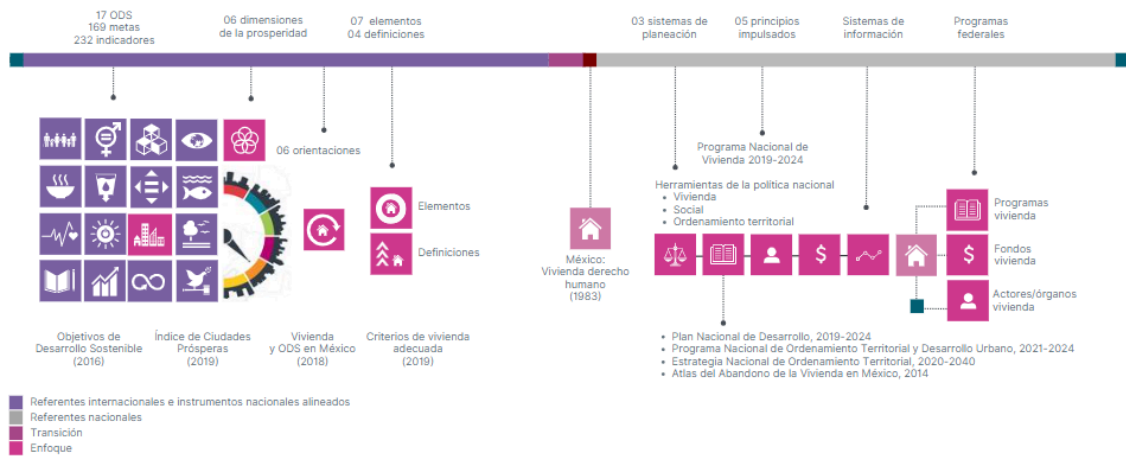 17 ODS
169 metas
232 indicadores
06 dimensiones
de la prosperidad
07 elementos
04 definiciones
03 sistemas de
planeación
05 principios
impulsados
Sistemas de
información
Programas
federales
06 orientaciones
Elementos
Definiciones
Objetivos de
Desarrollo Sostenible
(2016)
Índice de Ciudades
Prósperas
(2019)
Vivienda
y ODS en México
(2018)
Criterios de vivienda
adecuada
(2019)
México:
Vivienda derecho
humano
(1983)
Programa Nacional de
Vivienda 2019-2024
Herramientas de la política nacional
• Vivienda
• Social
• Ordenamiento territorial
$
Programas
vivienda
$
Fondos
vivienda
Actores/órganos
vivienda
• Plan Nacional de Desarrollo, 2019-2024
• Programa Nacional de Ordenamiento Territorial y Desarrollo Urbano, 2021-2024
• Estrategia Nacional de Ordenamiento Territorial, 2020-2040
• Atlas del Abandono de la Vivienda en México, 2014
Referentes internacionales e instrumentos nacionales alineados
Referentes nacionales
Transición
Enfoque